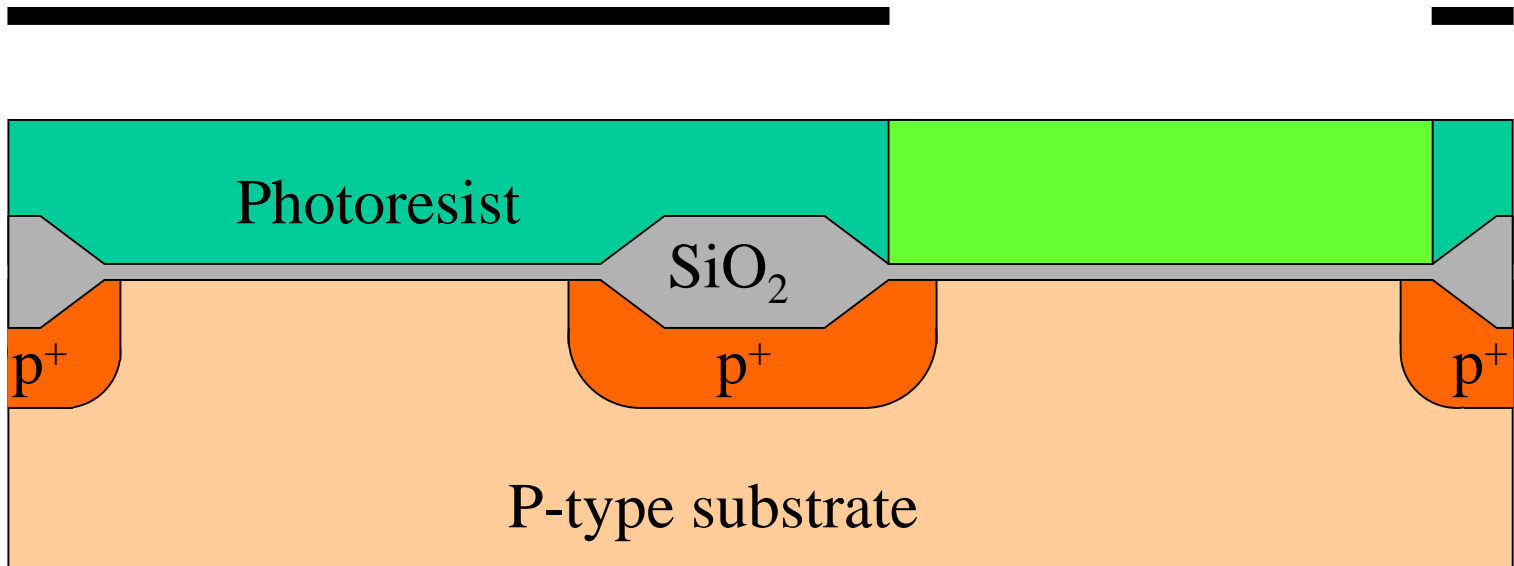 Photoresist
SiO₂
p⁺
p⁺
p⁺
P-type substrate